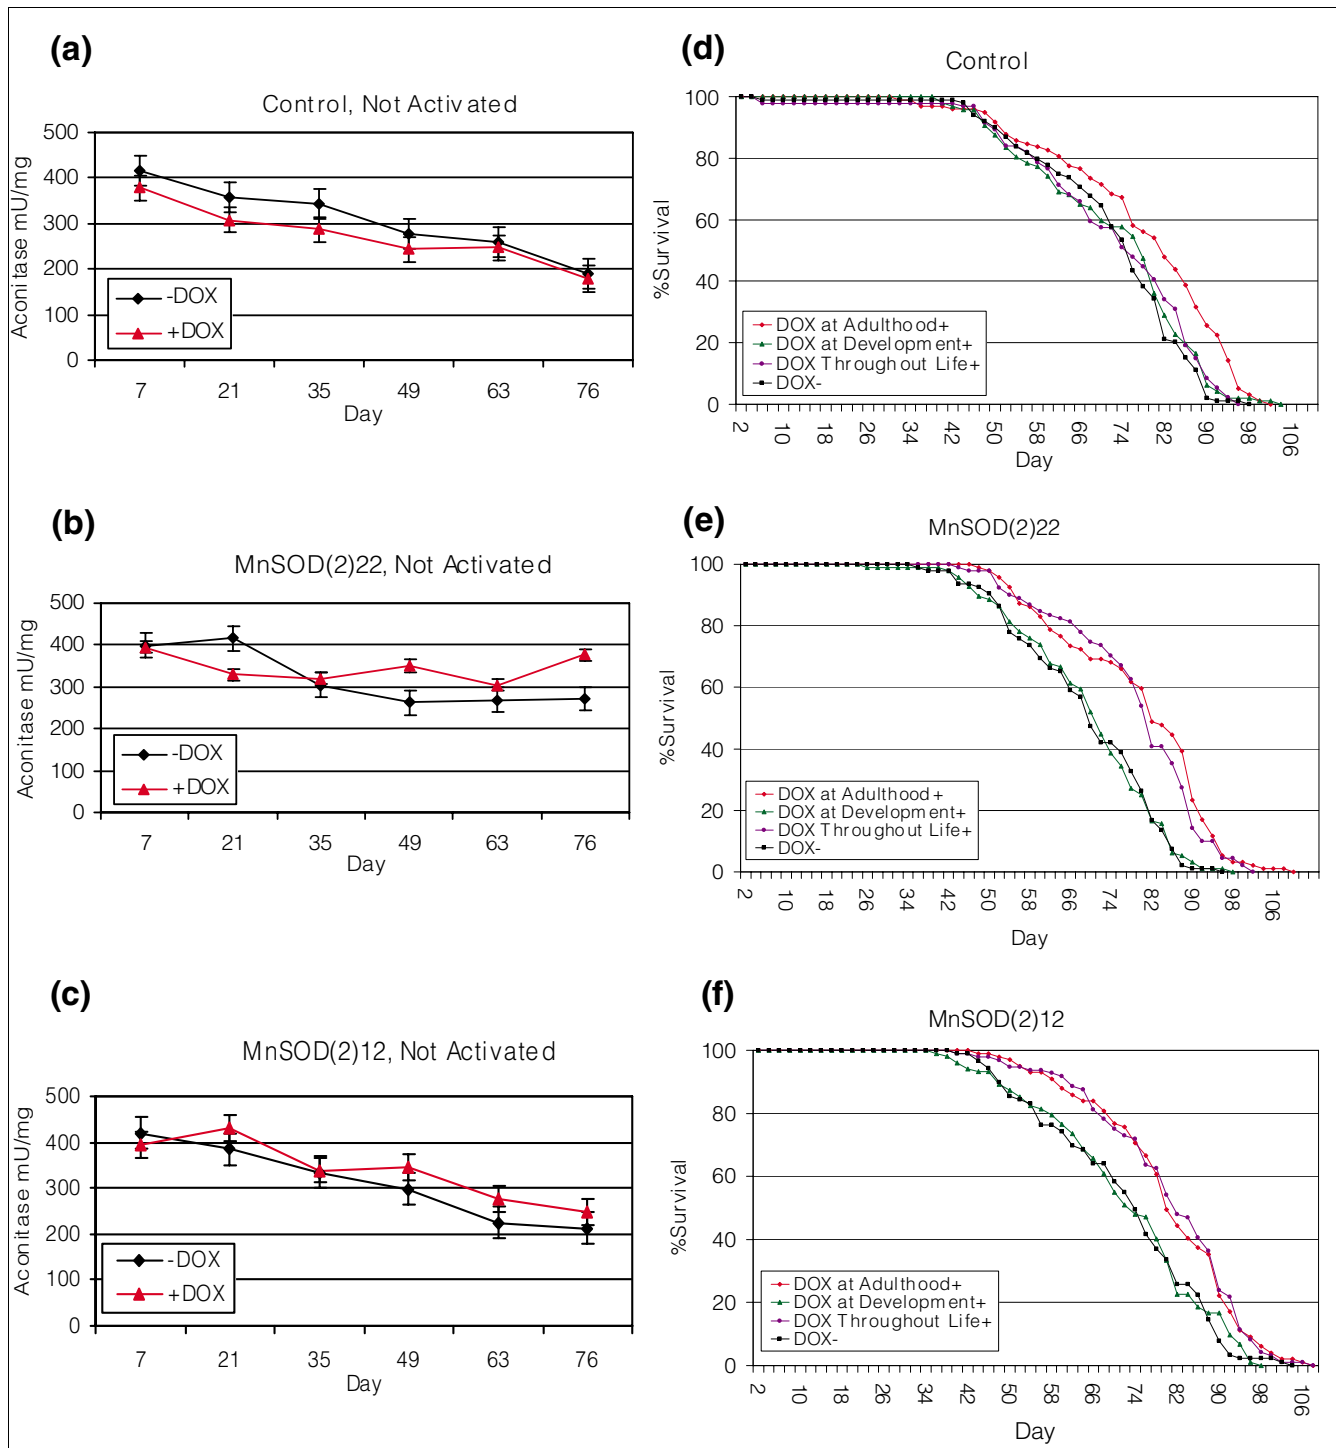 (a)
Control, Not Activated
Aconitase mU/mg
500
400
300
200
100
0
-DOX
+DOX
7 21 35 49 63 76
Day
(b)
MnSOD(2)22, Not Activated
Aconitase mU/mg
500
400
300
200
100
0
-DOX
+DOX
7 21 35 49 63 76
Day
(c)
MnSOD(2)12, Not Activated
Aconitase mU/mg
500
400
300
200
100
0
-DOX
+DOX
7 21 35 49 63 76
Day
(d)
Control
%Survival
100
80
60
40
20
0
DOX at Adulthood+
DOX at Development+
DOX Throughout Life+
DOX-
2 10 18 26 34 42 50 58 66 74 82 90 98 106
Day
(e)
MnSOD(2)22
%Survival
100
80
60
40
20
0
DOX at Adulthood+
DOX at Development+
DOX Throughout Life+
DOX-
2 10 18 26 34 42 50 58 66 74 82 90 98 106
Day
(f)
MnSOD(2)12
%Survival
100
80
60
40
20
0
DOX at Adulthood+
DOX at Development+
DOX Throughout Life+
DOX-
2 10 18 26 34 42 50 58 66 74 82 90 98 106
Day